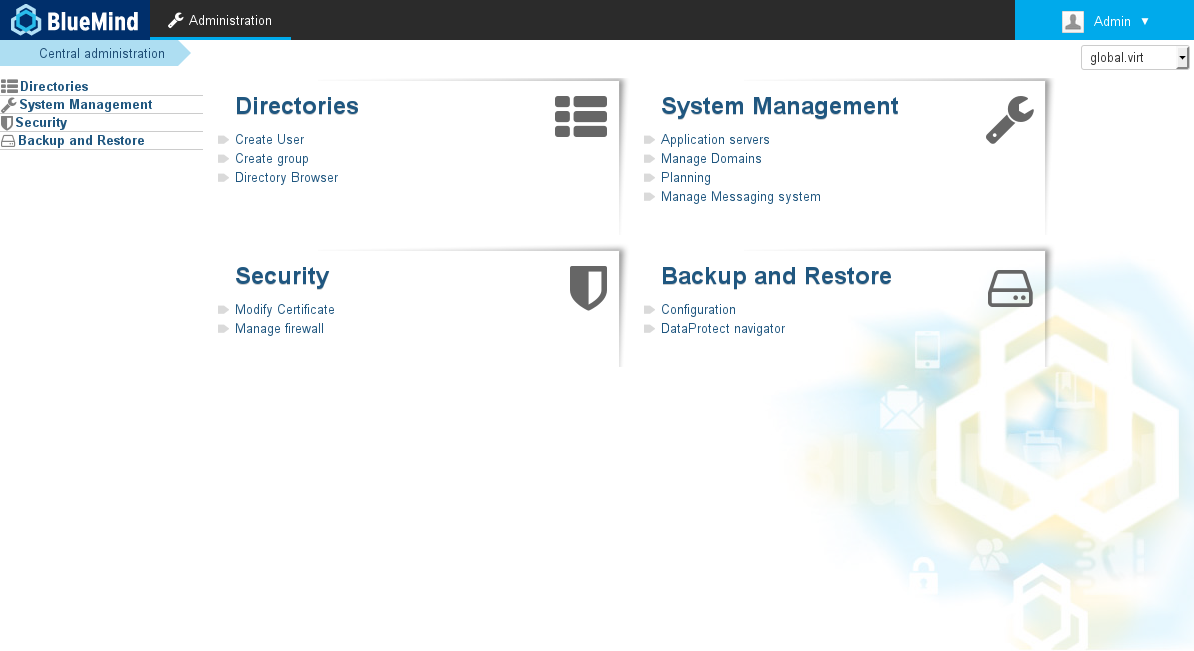 BlueMind
Administration
Admin ▼
Central administration
global.virt
Directories
System Management
Security
Backup and Restore
Directories
Create User
Create group
Directory Browser
System Management
Application servers
Manage Domains
Planning
Manage Messaging system
Security
Modify Certificate
Manage firewall
Backup and Restore
Configuration
DataProtect navigator